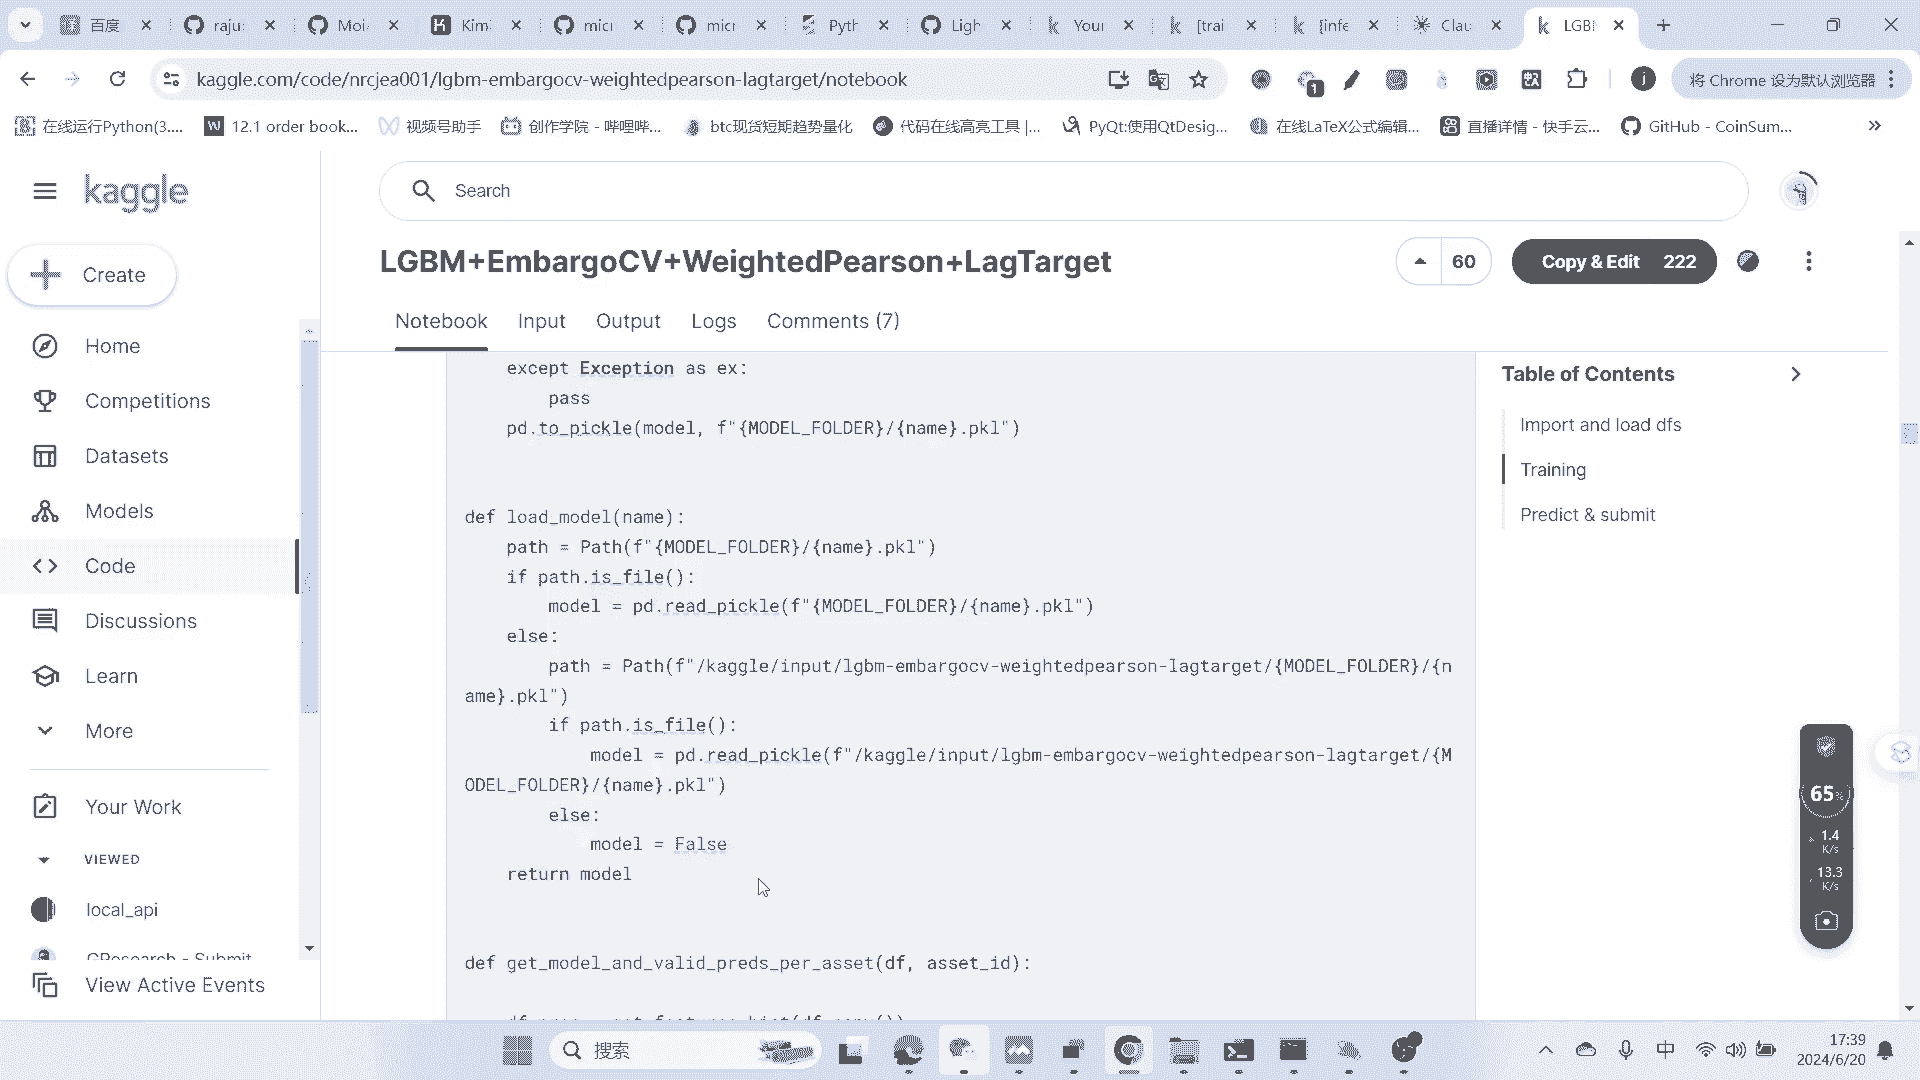 百度
raju
Moi
Kim
micr
micr
Pyth
Ligh
Your
[trai
[infe
Clau
LGB
kaggle.com/code/nrcjea001/lgbm-embargocv-weightedpearson-lagtarget/notebook
1
j
将 Chrome 设为默认浏览器
在线运行Python(3....
12.1 order book...
视频号助手
创作学院 - 哔哩哔...
btc现货短期趋势量化
代码在线高亮工具 |...
PyQt:使用QtDesig...
在线LaTeX公式编辑...
直播详情 - 快手云...
GitHub - CoinSum...
kaggle
Search
Create
LGBM+EmbargoCV+WeightedPearson+LagTarget
60
Copy & Edit 222
Notebook
Input
Output
Logs
Comments (7)
Home
Competitions
Datasets
Models
Code
Discussions
Learn
More
Your Work
VIEWED
local_api
GResearch - Submit
View Active Events
except Exception as ex:
pass
pd.to_pickle(model, f"{MODEL_FOLDER}/{name}.pkl")
def load_model(name):
path = Path(f"{MODEL_FOLDER}/{name}.pkl")
if path.is_file():
model = pd.read_pickle(f"{MODEL_FOLDER}/{name}.pkl")
else:
path = Path(f"/kaggle/input/lgbm-embargocv-weightedpearson-lagtarget/{MODEL_FOLDER}/{n
ame}.pkl")
if path.is_file():
model = pd.read_pickle(f"/kaggle/input/lgbm-embargocv-weightedpearson-lagtarget/{M
ODEL_FOLDER}/{name}.pkl")
else:
model = False
return model
def get_model_and_valid_preds_per_asset(df, asset_id):
Table of Contents
Import and load dfs
Training
Predict & submit
65%
1.4
K/s
13.3
K/s
搜索
中
17:39
2024/6/20